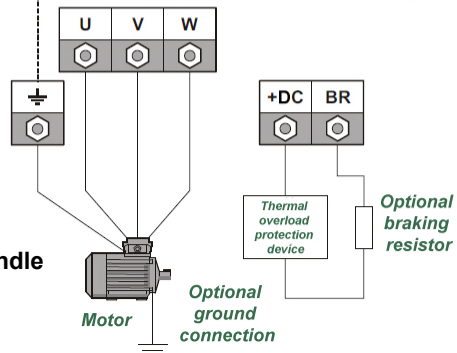 U V W
+DC BR
Thermal
overload
protection
device
Optional
braking
resistor
ndle
Motor
Optional
ground
connection